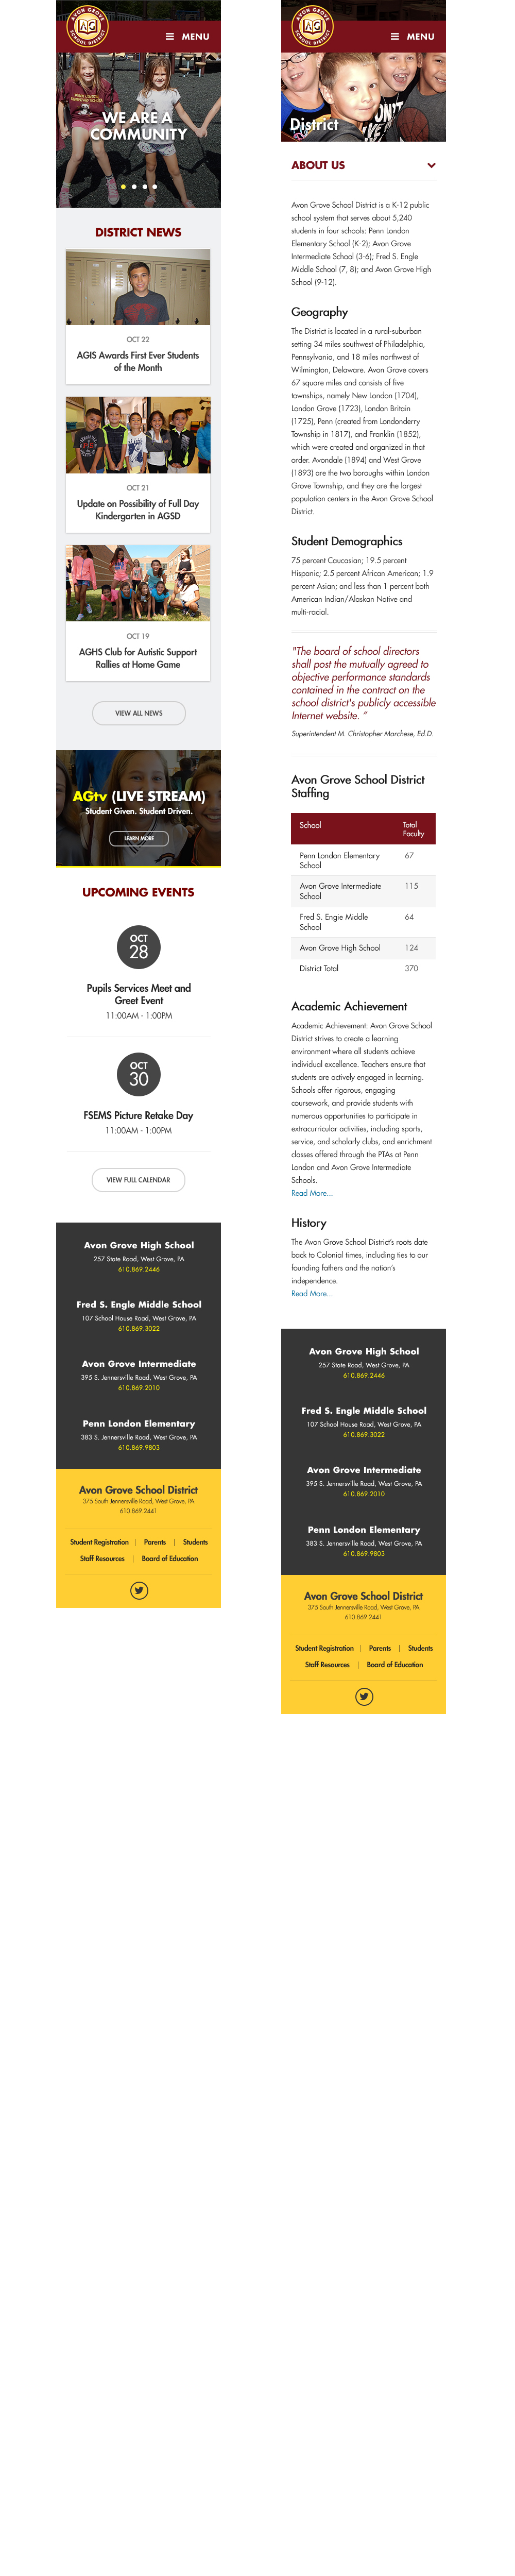 AVON GROVE
AG
SCHOOL DISTRICT
MENU
WE ARE A
COMMUNITY
DISTRICT NEWS
OCT 22
AGIS Awards First Ever Students
of the Month
OCT 21
Update on Possibility of Full Day
Kindergarten in AGSD
OCT 19
AGHS Club for Autistic Support
Rallies at Home Game
VIEW ALL NEWS
AGtv (LIVE STREAM)
Student Given. Student Driven.
LEARN MORE
UPCOMING EVENTS
OCT
28
Pupils Services Meet and
Greet Event
11:00AM - 1:00PM
OCT
30
FSEMS Picture Retake Day
11:00AM - 1:00PM
VIEW FULL CALENDAR
Avon Grove High School
257 State Road, West Grove, PA
610.869.2446
Fred S. Engle Middle School
107 School House Road, West Grove, PA
610.869.3022
Avon Grove Intermediate
395 S. Jennersville Road, West Grove, PA
610.869.2010
Penn London Elementary
383 S. Jennersville Road, West Grove, PA
610.869.9803
Avon Grove School District
375 South Jennersville Road, West Grove, PA
610.869.2441
Student Registration | Parents | Students
Staff Resources | Board of Education
AVON GROVE
AG
SCHOOL DISTRICT
MENU
District
ABOUT US
Avon Grove School District is a K-12 public
school system that serves about 5,240
students in four schools: Penn London
Elementary School (K-2); Avon Grove
Intermediate School (3-6); Fred S. Engle
Middle School (7, 8); and Avon Grove High
School (9-12).
Geography
The District is located in a rural-suburban
setting 34 miles southwest of Philadelphia,
Pennsylvania, and 18 miles northwest of
Wilmington, Delaware. Avon Grove covers
67 square miles and consists of five
townships, namely New London (1704),
London Grove (1723), London Britain
(1725), Penn (created from Londonderry
Township in 1817), and Franklin (1852),
which were created and organized in that
order. Avondale (1894) and West Grove
(1893) are the two boroughs within London
Grove Township, and they are the largest
population centers in the Avon Grove School
District.
Student Demographics
75 percent Caucasian; 19.5 percent
Hispanic; 2.5 percent African American; 1.9
percent Asian; and less than 1 percent both
American Indian/Alaskan Native and
multi-racial.
"The board of school directors
shall post the mutually agreed to
objective performance standards
contained in the contract on the
school district's publicly accessible
Internet website. "
Superintendent M. Christopher Marchese, Ed.D.
Avon Grove School District
Staffing
School Total
Faculty
Penn London Elementary 67
School
Avon Grove Intermediate 115
School
Fred S. Engie Middle 64
School
Avon Grove High School 124
District Total 370
Academic Achievement
Academic Achievement: Avon Grove School
District strives to create a learning
environment where all students achieve
individual excellence. Teachers ensure that
students are actively engaged in learning.
Schools offer rigorous, engaging
coursework, and provide students with
numerous opportunities to participate in
extracurricular activities, including sports,
service, and scholarly clubs, and enrichment
classes offered through the PTAs at Penn
London and Avon Grove Intermediate
Schools.
Read More...
History
The Avon Grove School District's roots date
back to Colonial times, including ties to our
founding fathers and the nation's
independence.
Read More...
Avon Grove High School
257 State Road, West Grove, PA
610.869.2446
Fred S. Engle Middle School
107 School House Road, West Grove, PA
610.869.3022
Avon Grove Intermediate
395 S. Jennersville Road, West Grove, PA
610.869.2010
Penn London Elementary
383 S. Jennersville Road, West Grove, PA
610.869.9803
Avon Grove School District
375 South Jennersville Road, West Grove, PA
610.869.2441
Student Registration | Parents | Students
Staff Resources | Board of Education